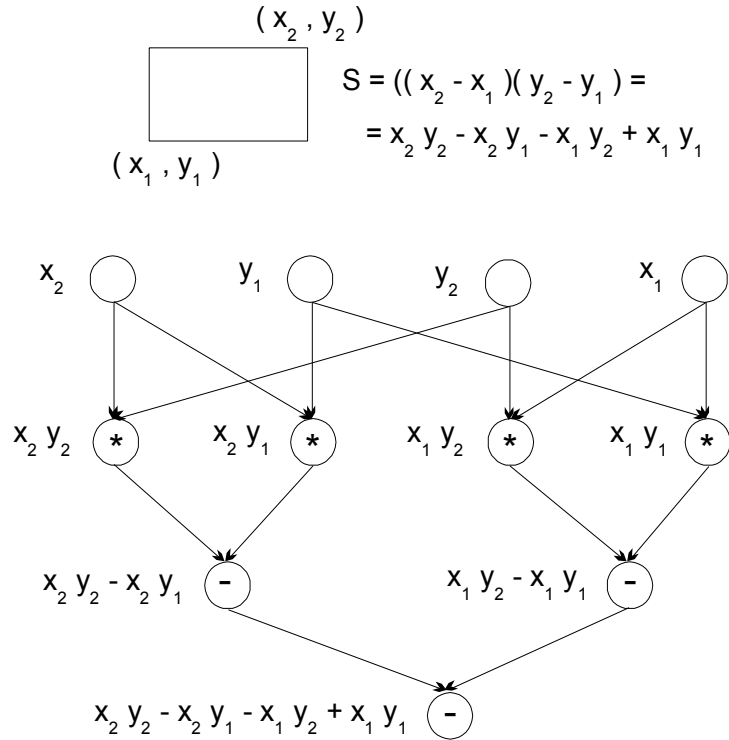 ( x₂ , y₂ )
S = (( x₂ - x₁ )( y₂ - y₁ ) =
= x₂ y₂ - x₂ y₁ - x₁ y₂ + x₁ y₁
( x₁ , y₁ )
x₂ y₁ y₂ x₁
x₂ y₂ * x₂ y₁ * x₁ y₂ * x₁ y₁ *
x₂ y₂ - x₂ y₁ - x₁ y₂ - x₁ y₁ -
x₂ y₂ - x₂ y₁ - x₁ y₂ + x₁ y₁ -